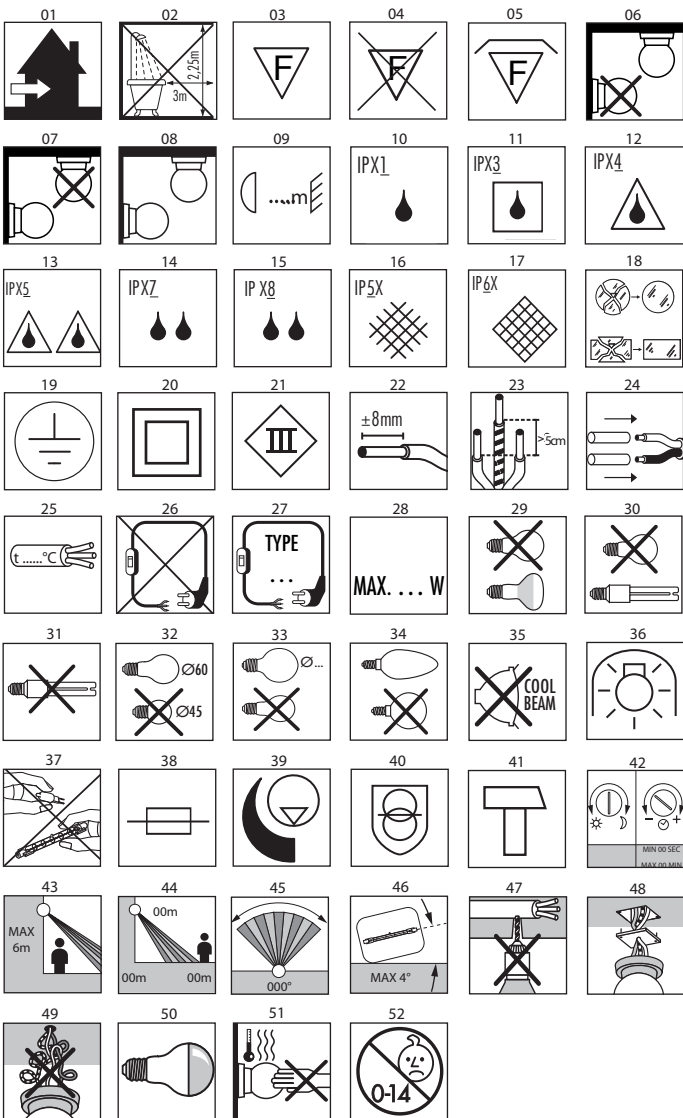 01 02 03 04 05 06
2,25m
3m
F F F
07 08 09 10 11 12
.....m
IPX1 IPX3 IPX4
13 14 15 16 17 18
IPX5 IPX7 IP X8 IP5X IP6X
19 20 21 22 23 24
III
±8mm
>5cm
25 26 27 28 29 30
t ......°C
TYPE
...
MAX. . . . W
31 32 33 34 35 36
Ø60
Ø45
Ø...
COOL
BEAM
37 38 39 40 41 42
- +
MIN 00 SEC
MAX 00 MIN
43 44 45 46 47 48
MAX
6m
00m
00m 00m
000°
MAX 4°
49 50 51 52
0-14